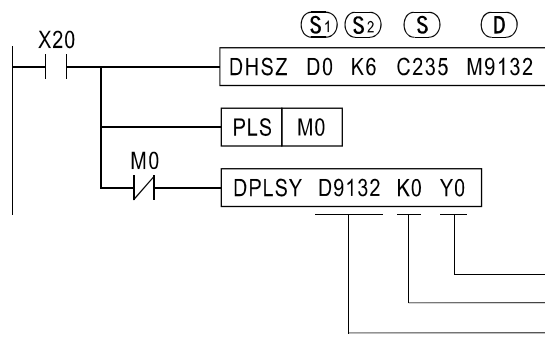 S1 S2 S D
X20
DHSZ D0 K6 C235 M9132
PLS M0
M0
DPLSY D9132 K0 Y0